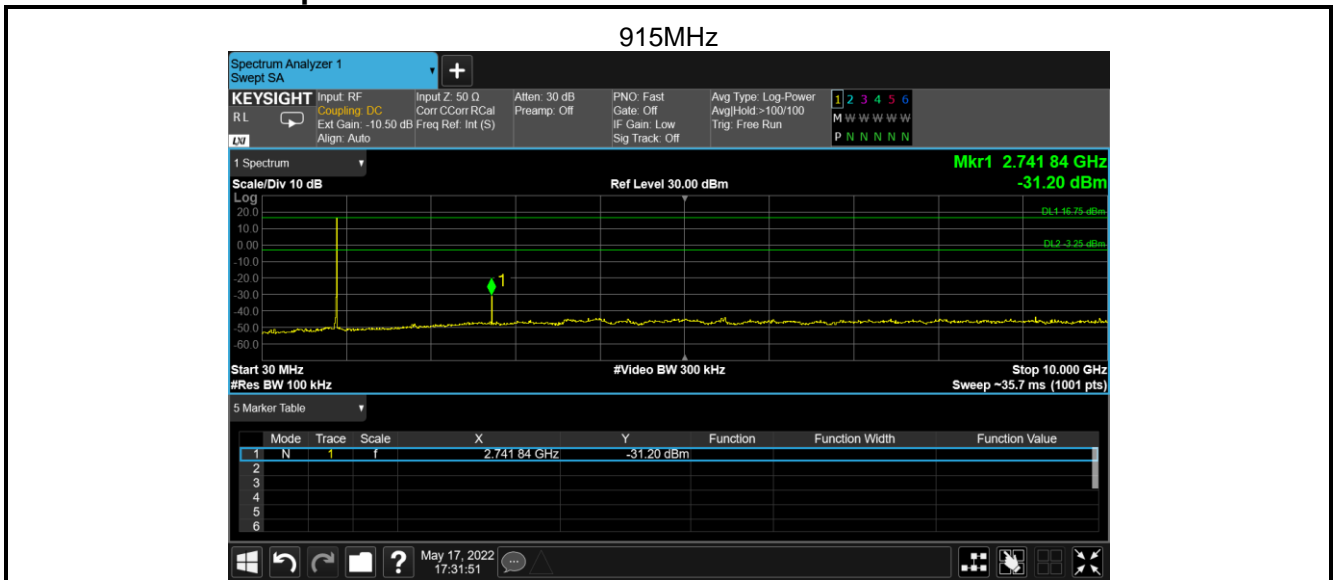 915MHz
Spectrum Analyzer 1
Swept SA
+
KEYSIGHT
RL
LXI
Input: RF
Coupling: DC
Ext Gain: -10.50 dB
Align: Auto
Input Z: 50 Ω
Corr CCorr RCal
Freq Ref: Int (S)
Atten: 30 dB
Preamp: Off
PNO: Fast
Gate: Off
IF Gain: Low
Sig Track: Off
Avg Type: Log-Power
Avg|Hold:>100/100
Trig: Free Run
1 2 3 4 5 6
M W W W W W
P N N N N N
1 Spectrum
Mkr1 2.741 84 GHz
Scale/Div 10 dB
Ref Level 30.00 dBm
-31.20 dBm
Log
20.0
DL1 16.75 dBm
10.0
0.00
DL2 -3.25 dBm
-10.0
-20.0
1
-30.0
-40.0
-50.0
-60.0
Start 30 MHz
#Video BW 300 kHz
Stop 10.000 GHz
#Res BW 100 kHz
Sweep ~35.7 ms (1001 pts)
5 Marker Table
Mode Trace Scale X Y Function Function Width Function Value
1 N 1 f 2.741 84 GHz -31.20 dBm
2
3
4
5
6
?
May 17, 2022
17:31:51